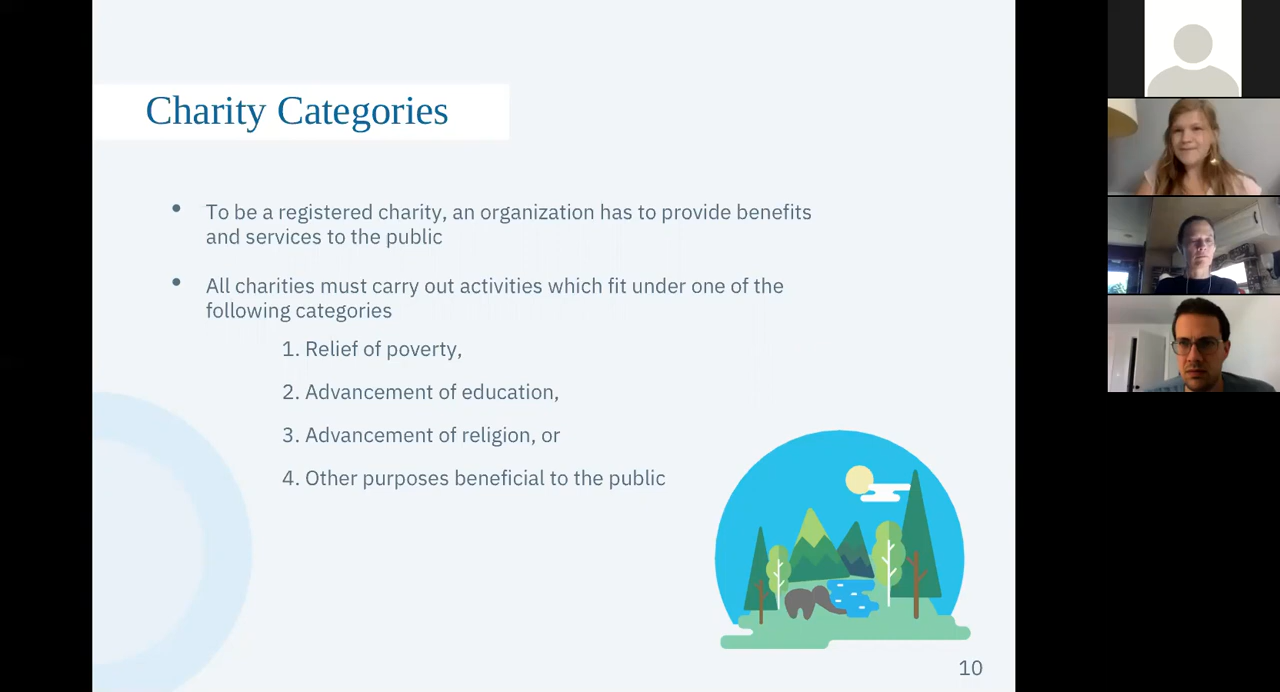 Charity Categories
• To be a registered charity, an organization has to provide benefits
and services to the public
• All charities must carry out activities which fit under one of the
following categories
1. Relief of poverty,
2. Advancement of education,
3. Advancement of religion, or
4. Other purposes beneficial to the public
10